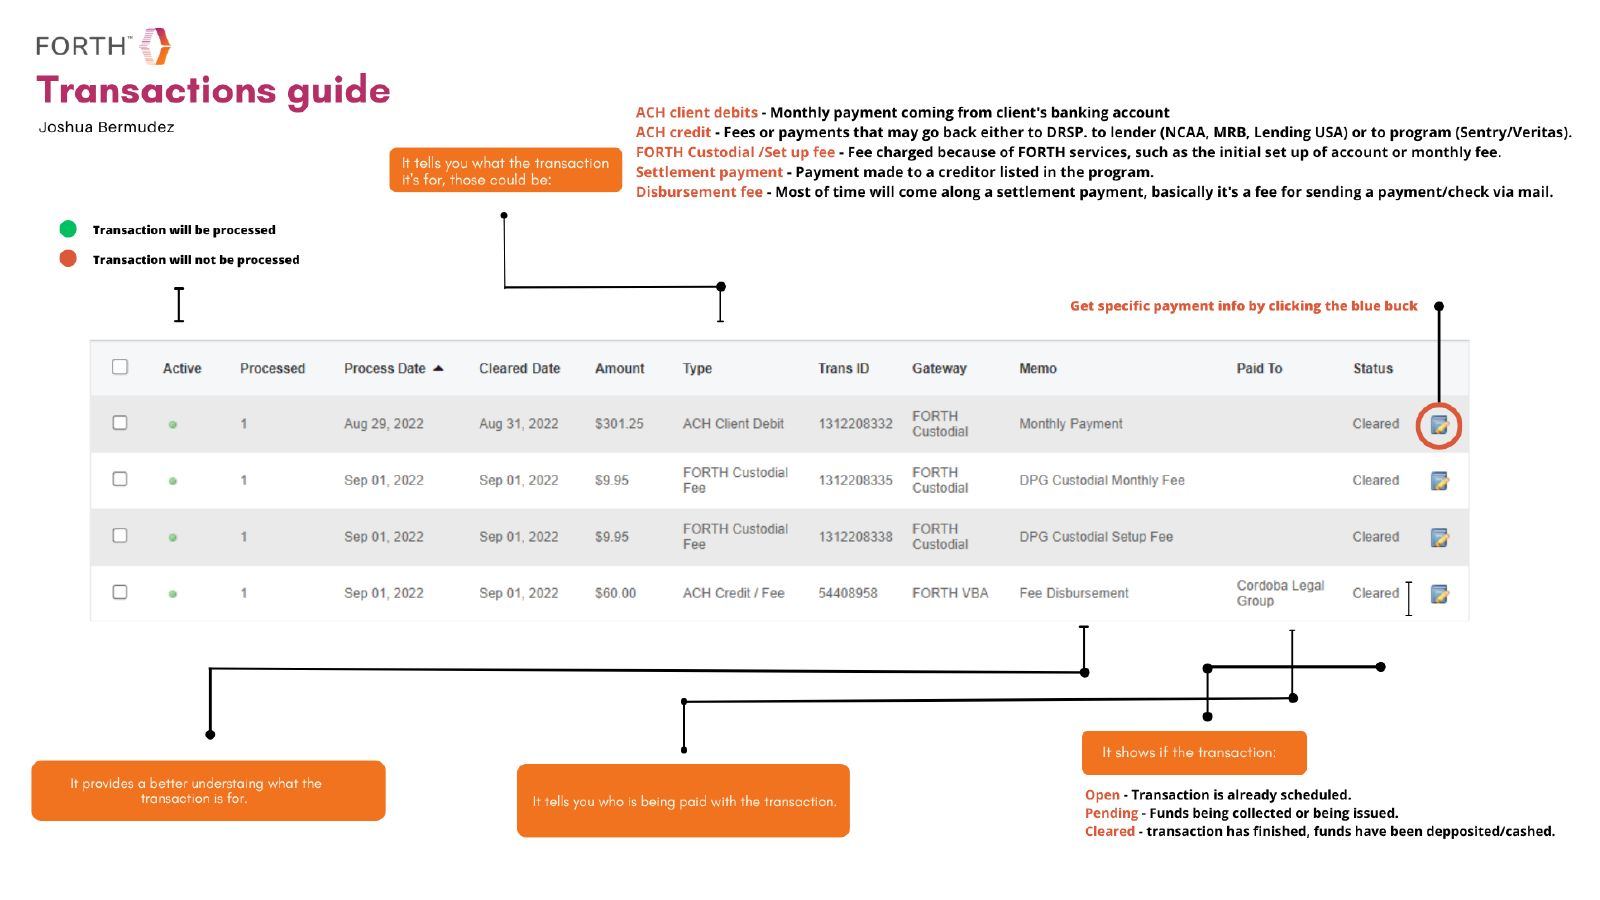 FORTH™
Transactions guide
Joshua Bermudez
It tells you what the transaction
it's for, those could be:
ACH client debits - Monthly payment coming from client's banking account
ACH credit - Fees or payments that may go back either to DRSP. to lender (NCAA, MRB, Lending USA) or to program (Sentry/Veritas).
FORTH Custodial /Set up fee - Fee charged because of FORTH services, such as the initial set up of account or monthly fee.
Settlement payment - Payment made to a creditor listed in the program.
Disbursement fee - Most of time will come along a settlement payment, basically it's a fee for sending a payment/check via mail.
Transaction will be processed
Transaction will not be processed
Get specific payment info by clicking the blue buck
Active Processed Process Date Cleared Date Amount Type Trans ID Gateway Memo Paid To Status
1 Aug 29, 2022 Aug 31, 2022 $301.25 ACH Client Debit 1312208332 FORTH Custodial Monthly Payment Cleared
1 Sep 01, 2022 Sep 01, 2022 $9.95 FORTH Custodial Fee 1312208335 FORTH Custodial DPG Custodial Monthly Fee Cleared
1 Sep 01, 2022 Sep 01, 2022 $9.95 FORTH Custodial Fee 1312208338 FORTH Custodial DPG Custodial Setup Fee Cleared
1 Sep 01, 2022 Sep 01, 2022 $60.00 ACH Credit / Fee 54408958 FORTH VBA Fee Disbursement Cordoba Legal Group Cleared
It provides a better understaing what the
transaction is for.
It tells you who is being paid with the transaction.
It shows if the transaction:
Open - Transaction is already scheduled.
Pending - Funds being collected or being issued.
Cleared - transaction has finished, funds have been depposited/cashed.